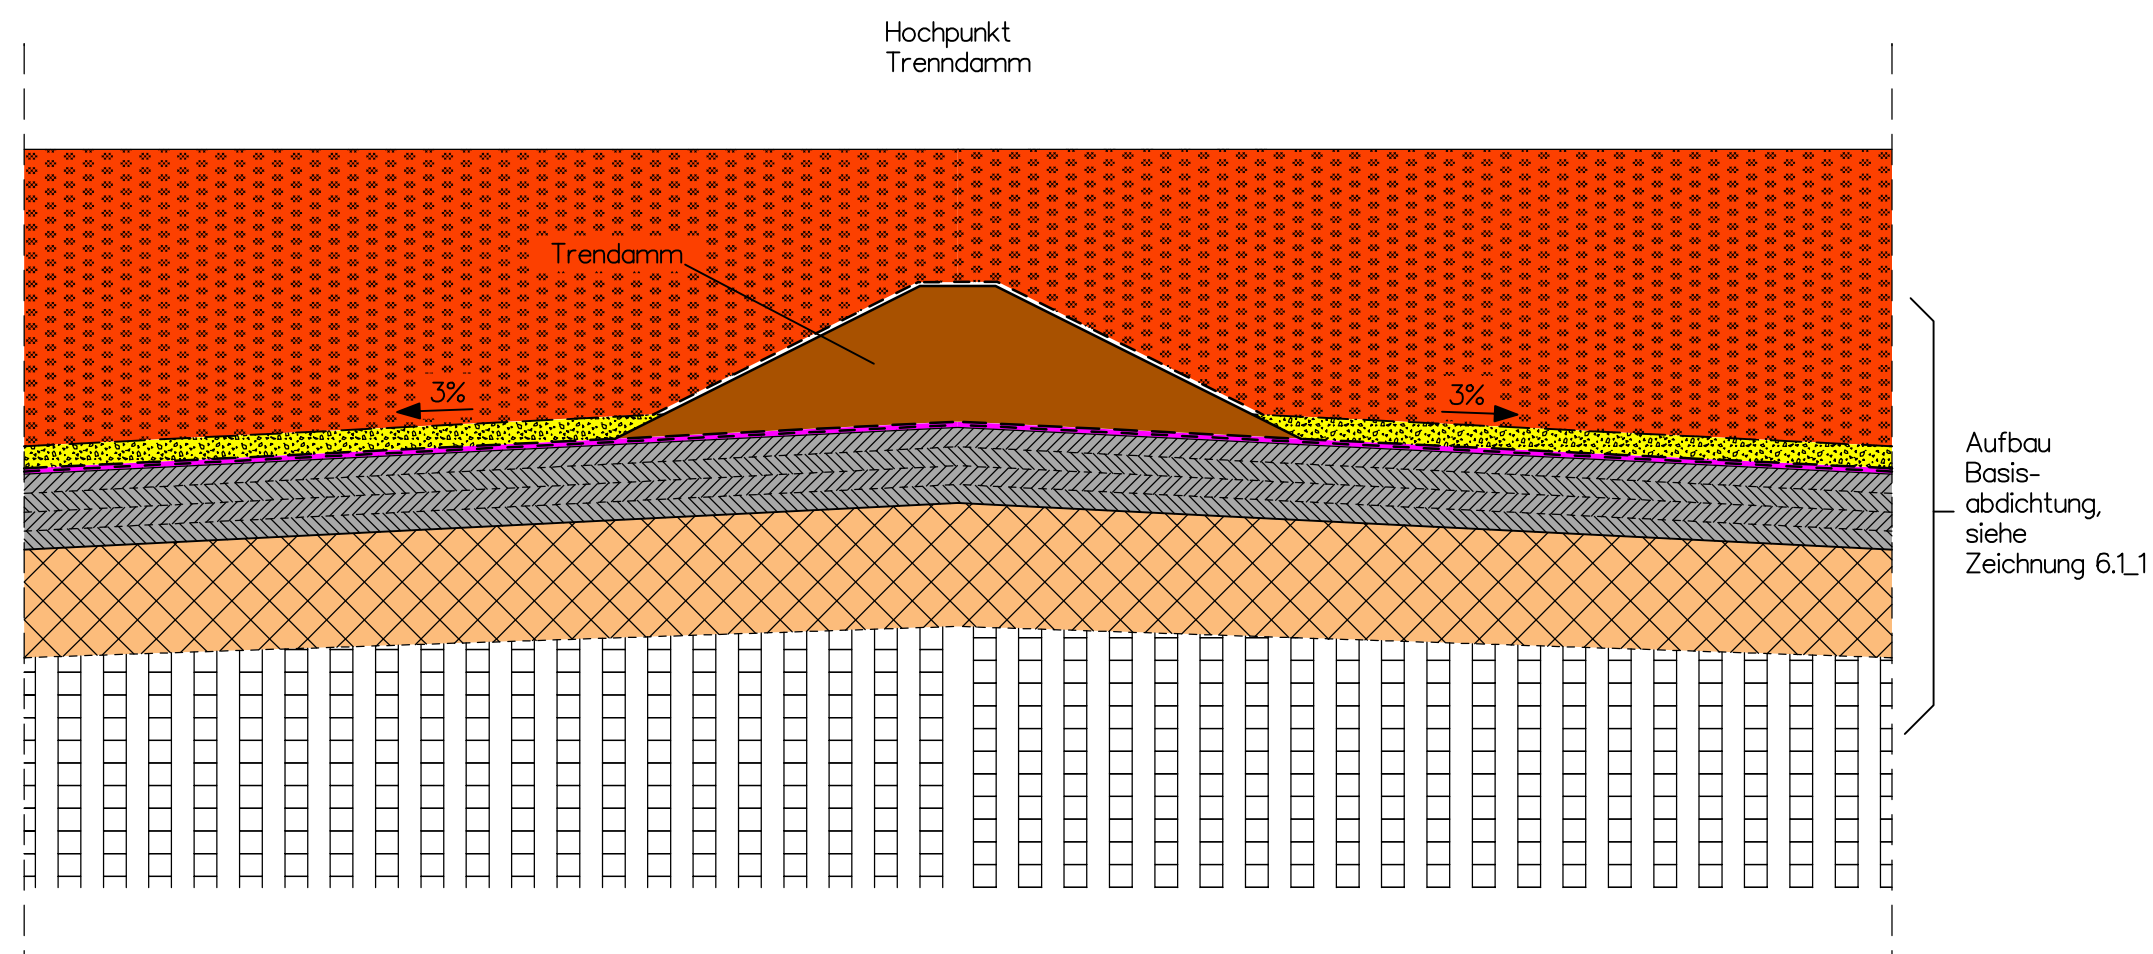 Hochpunkt
Trenndamm
Trendamm
3%
3%
Aufbau
Basis-
abdichtung,
siehe
Zeichnung 6.1_1